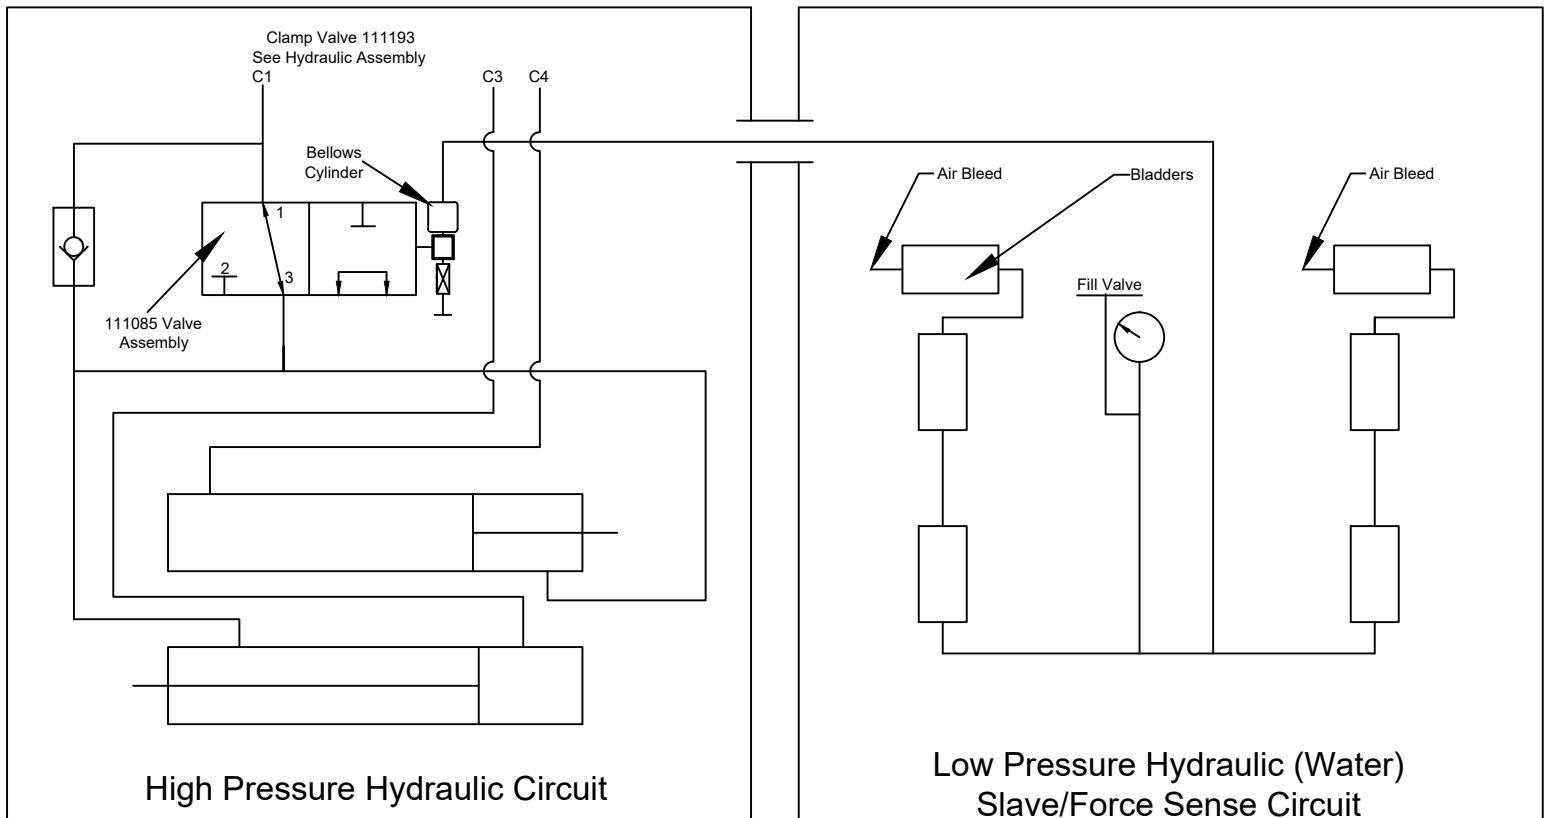 Clamp Valve 111193
See Hydraulic Assembly
C1
C3
C4
Bellows
Cylinder
1
2
3
111085 Valve
Assembly
High Pressure Hydraulic Circuit
Air Bleed
Bladders
Air Bleed
Fill Valve
Low Pressure Hydraulic (Water)
Slave/Force Sense Circuit